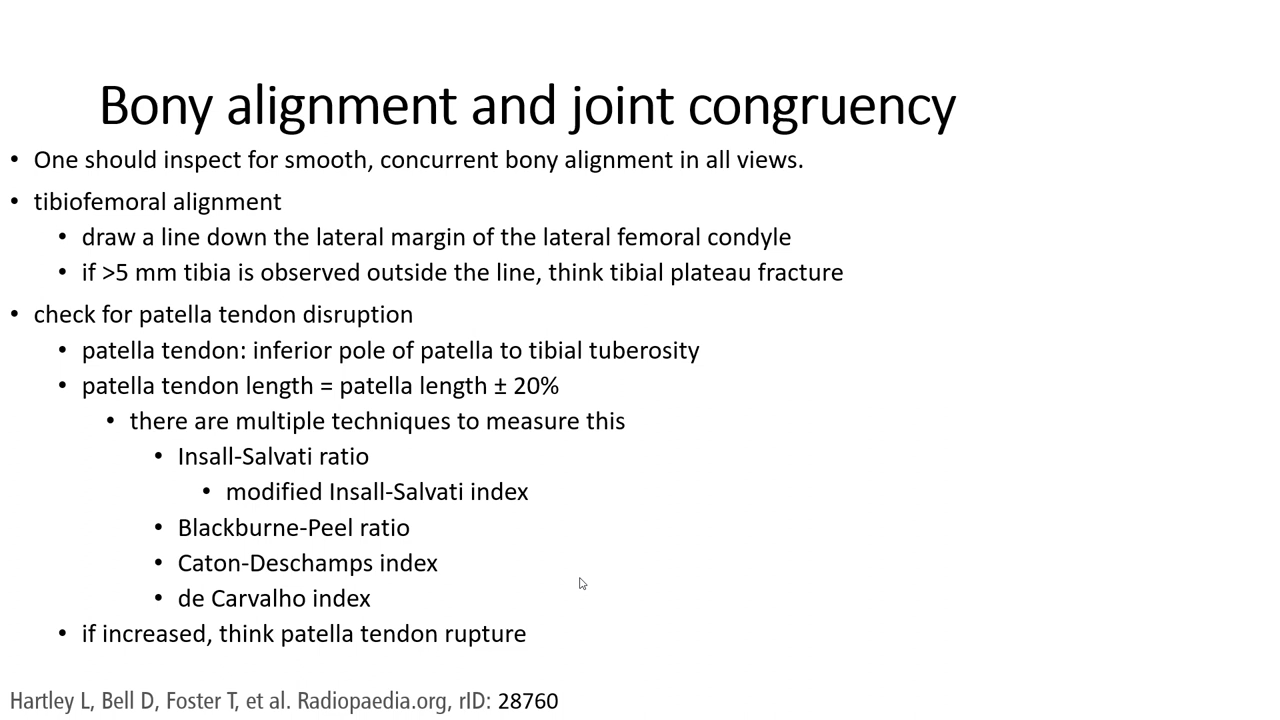 Bony alignment and joint congruency
• One should inspect for smooth, concurrent bony alignment in all views.
• tibiofemoral alignment
• draw a line down the lateral margin of the lateral femoral condyle
• if >5 mm tibia is observed outside the line, think tibial plateau fracture
• check for patella tendon disruption
• patella tendon: inferior pole of patella to tibial tuberosity
• patella tendon length = patella length ± 20%
• there are multiple techniques to measure this
• Insall-Salvati ratio
• modified Insall-Salvati index
• Blackburne-Peel ratio
• Caton-Deschamps index
• de Carvalho index
• if increased, think patella tendon rupture
Hartley L, Bell D, Foster T, et al. Radiopaedia.org, rID: 28760